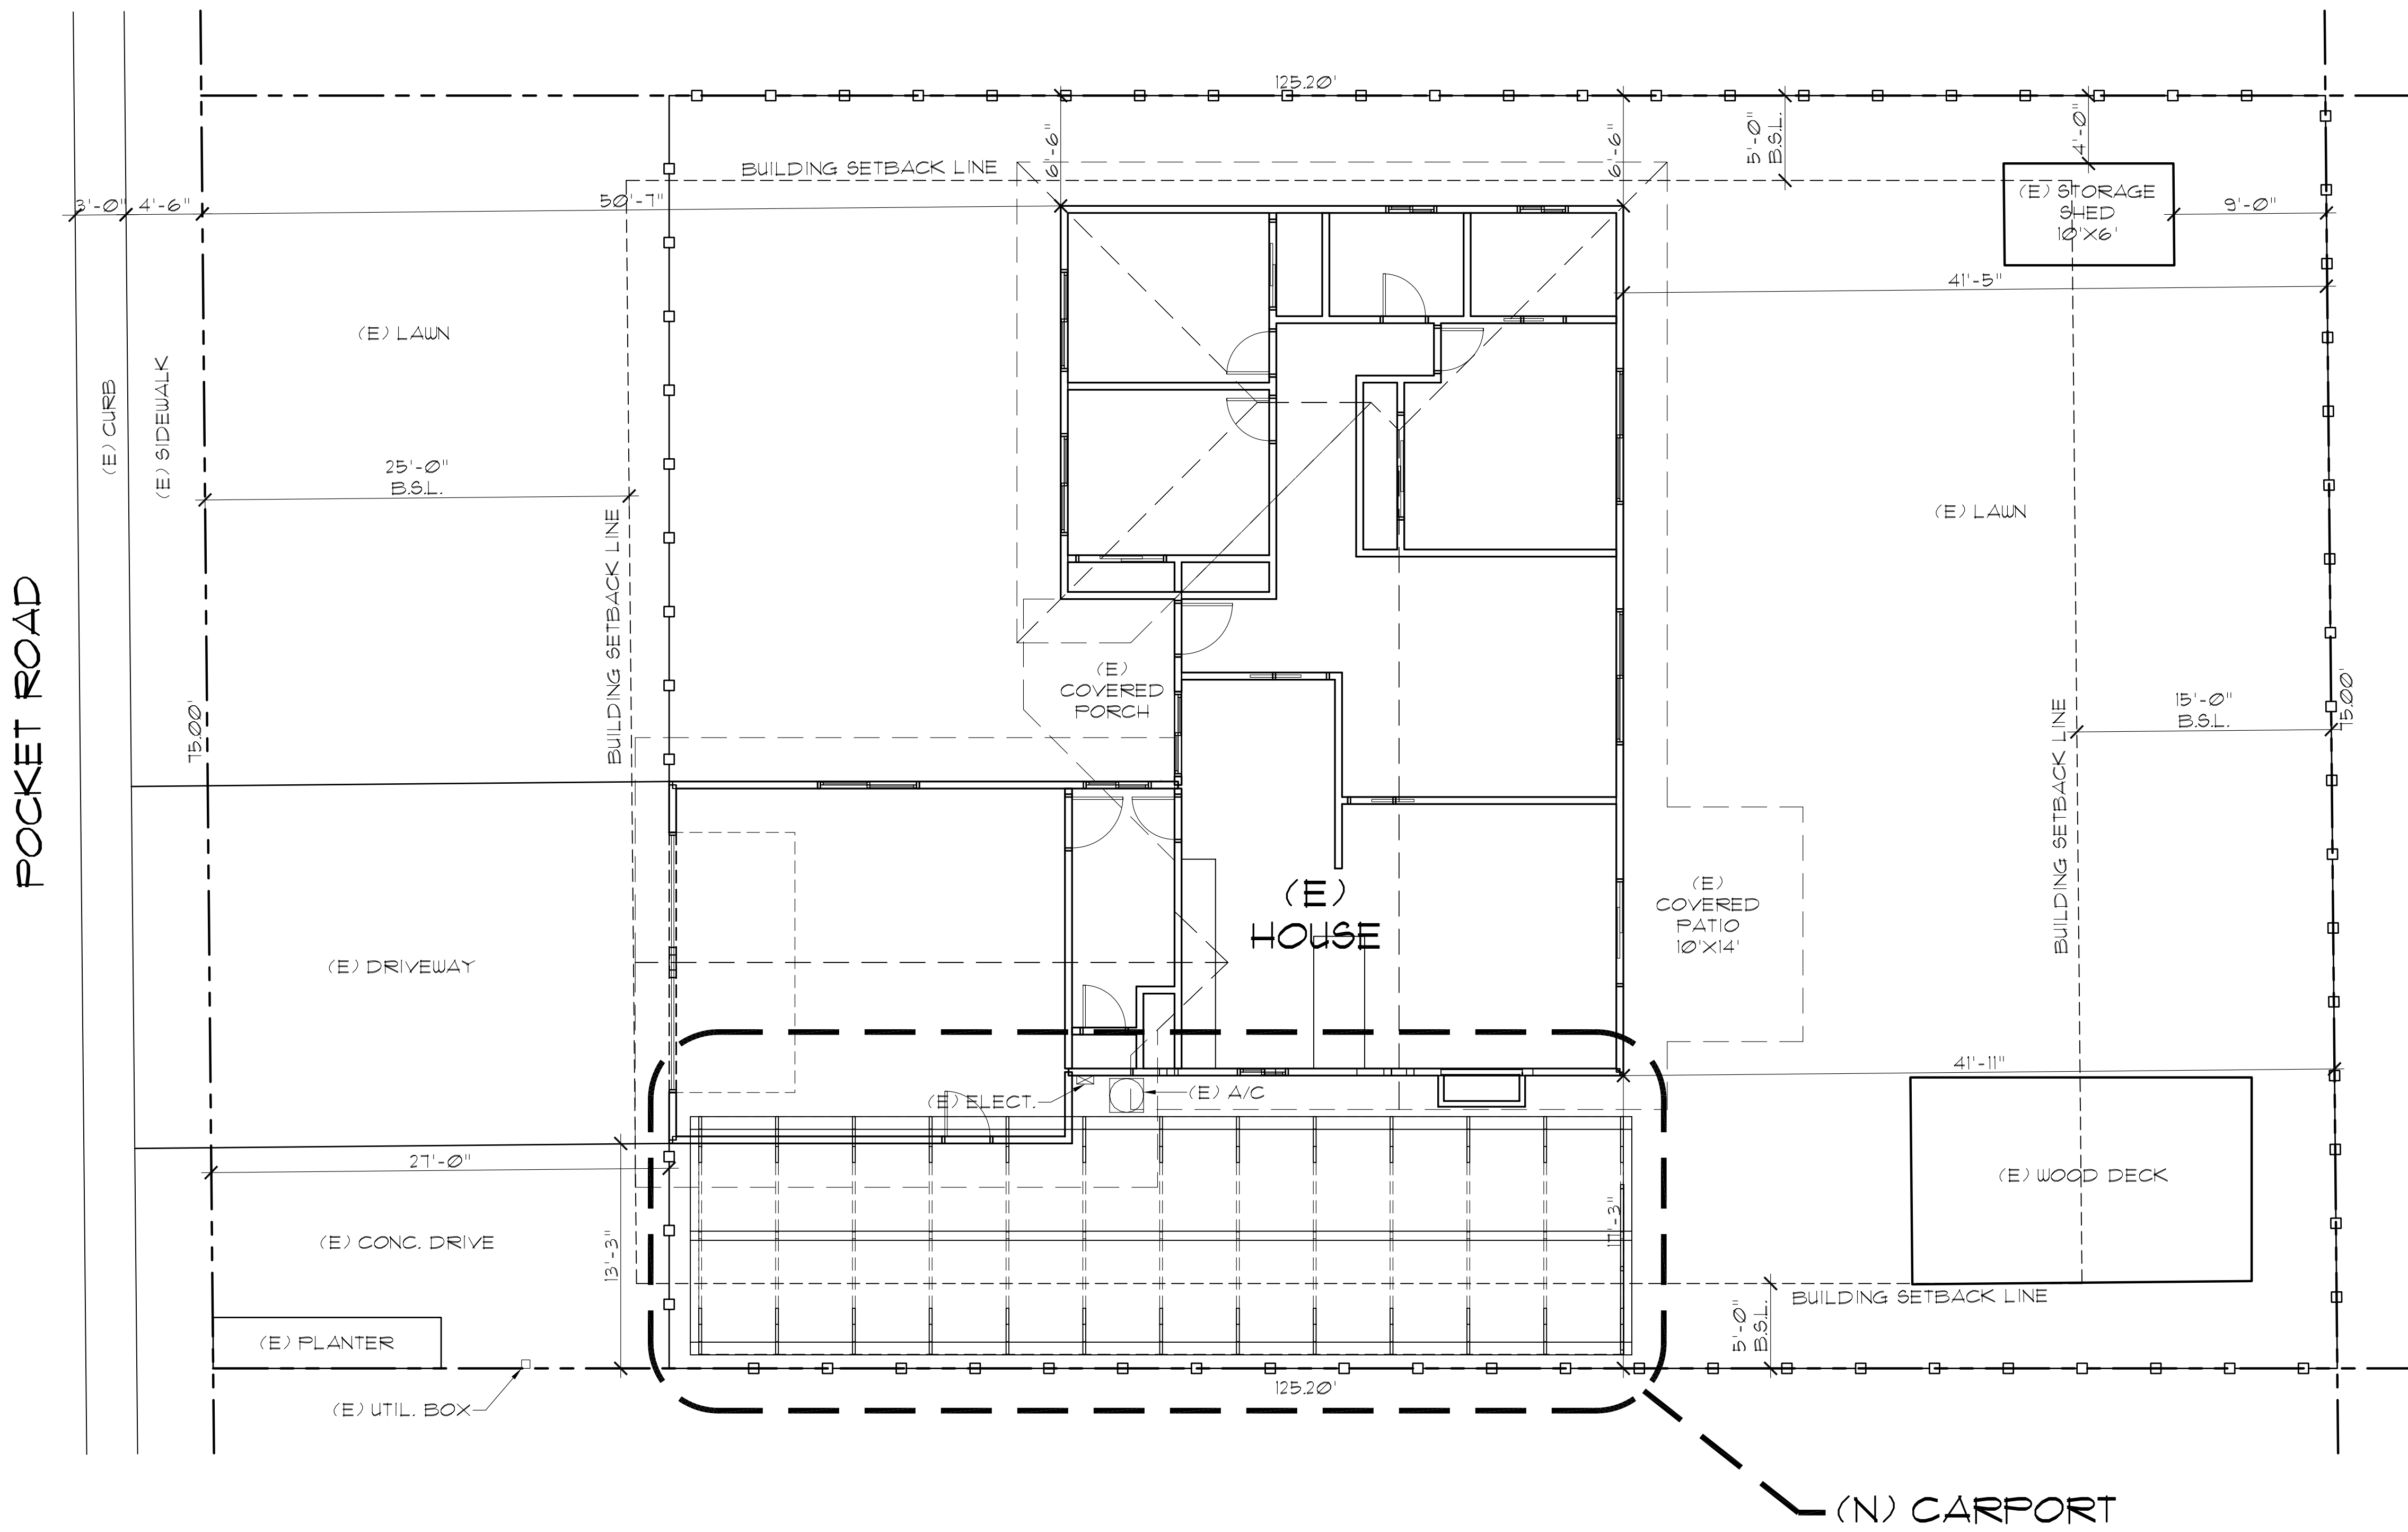 125.20'
6'-6"
6'-6"
5'-0"
B.S.L.
4'-0"
BUILDING SETBACK LINE
3'-0"
4'-6"
50'-7"
(E) STORAGE
SHED
10'X6'
9'-0"
41'-5"
(E) LAWN
(E) CURB
(E) SIDEWALK
25'-0"
B.S.L.
(E) LAWN
BUILDING SETBACK LINE
POCKET ROAD
75.00'
(E)
COVERED
PORCH
15'-0"
B.S.L.
75.00'
BUILDING SETBACK LINE
(E)
HOUSE
(E)
COVERED
PATIO
10'X14'
(E) DRIVEWAY
41'-11"
(E) ELECT.
(E) A/C
27'-0"
(E) WOOD DECK
13'-3"
17'-3"
(E) CONC. DRIVE
BUILDING SETBACK LINE
5'-0"
B.S.L.
(E) PLANTER
125.20'
(E) UTIL. BOX
(N) CARPORT